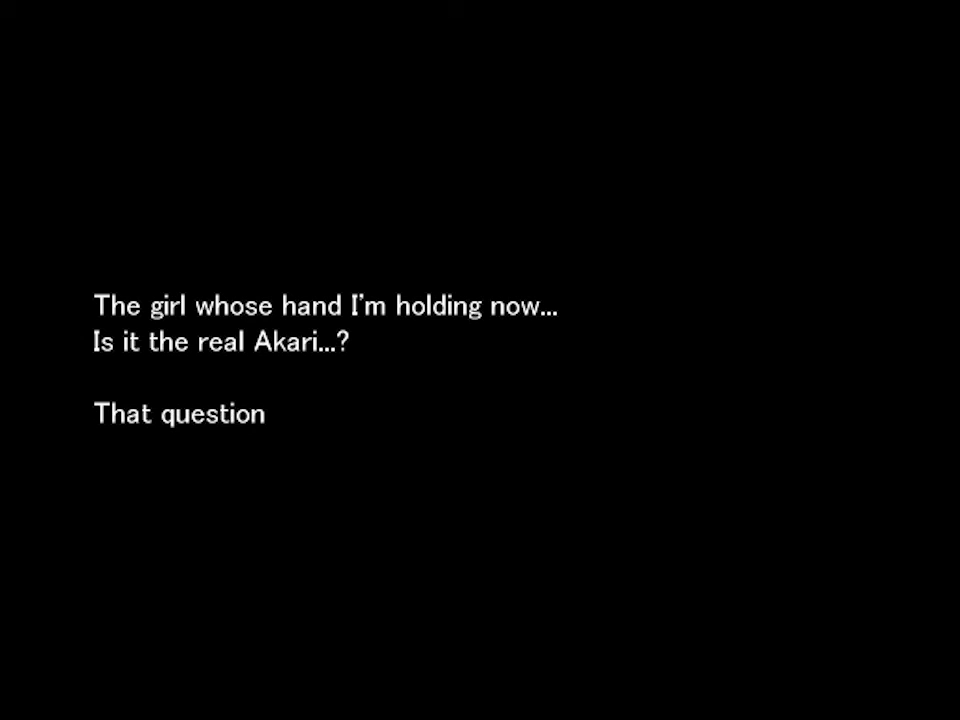 The girl whose hand I'm holding now...
Is it the real Akari...?
That question